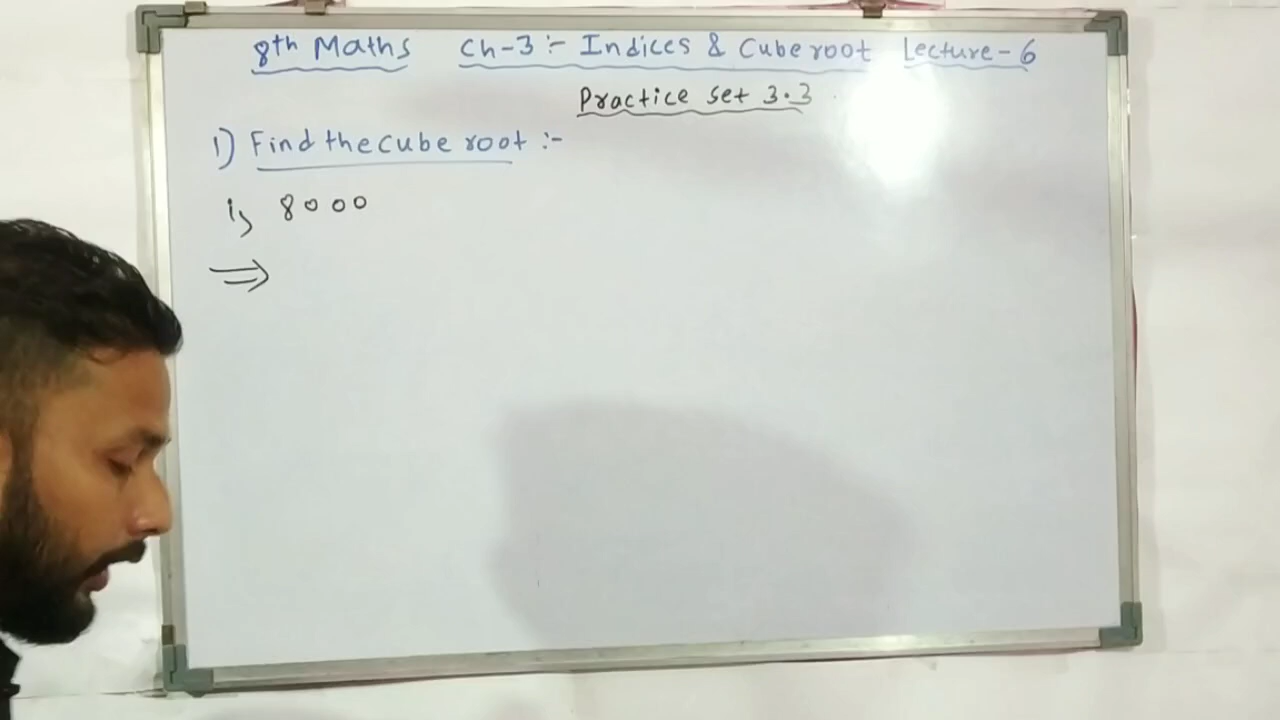 8th Maths Ch-3 :- Indices & Cube root Lecture - 6
Practice set 3.3
1) Find the cube root :-
i) 8000
⇒